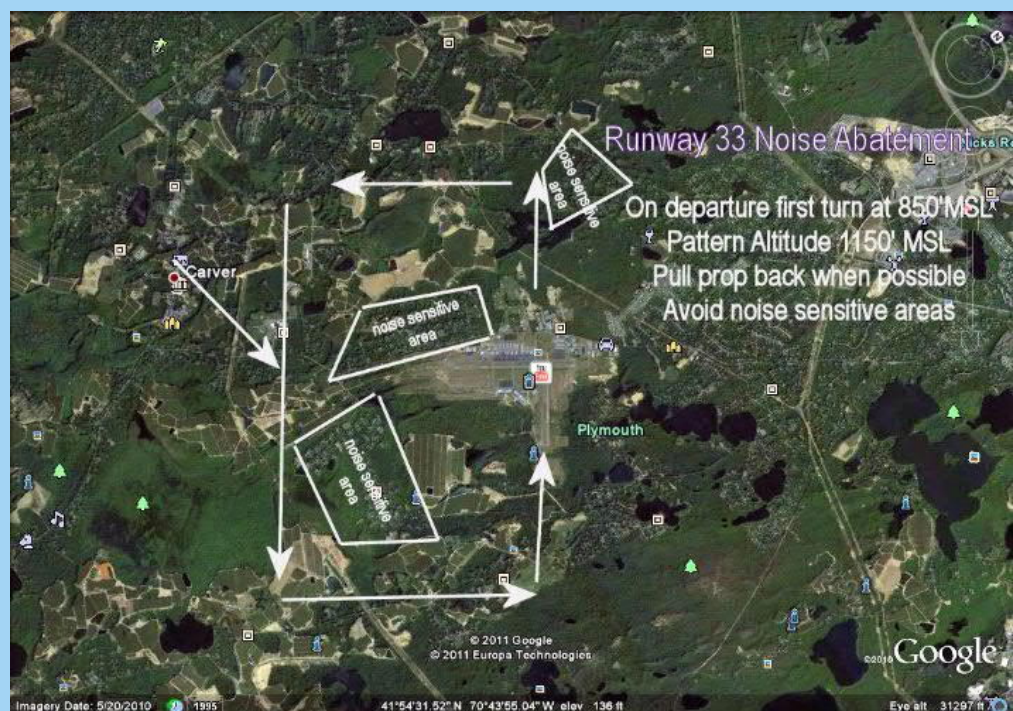 Runway 33 Noise Abatement
On departure first turn at 850'MSL
Pattern Altitude 1150' MSL
Pull prop back when possible
Avoid noise sensitive areas
noise sensitive
area
Carver
noise sensitive
area
Plymouth
noise sensitive
area
© 2011 Google
© 2011 Europa Technologies
©2010 Google
Imagery Date: 5/20/2010
1995
41°54'31.52" N 70°43'55.04" W elev 136 ft
Eye alt 31297 ft